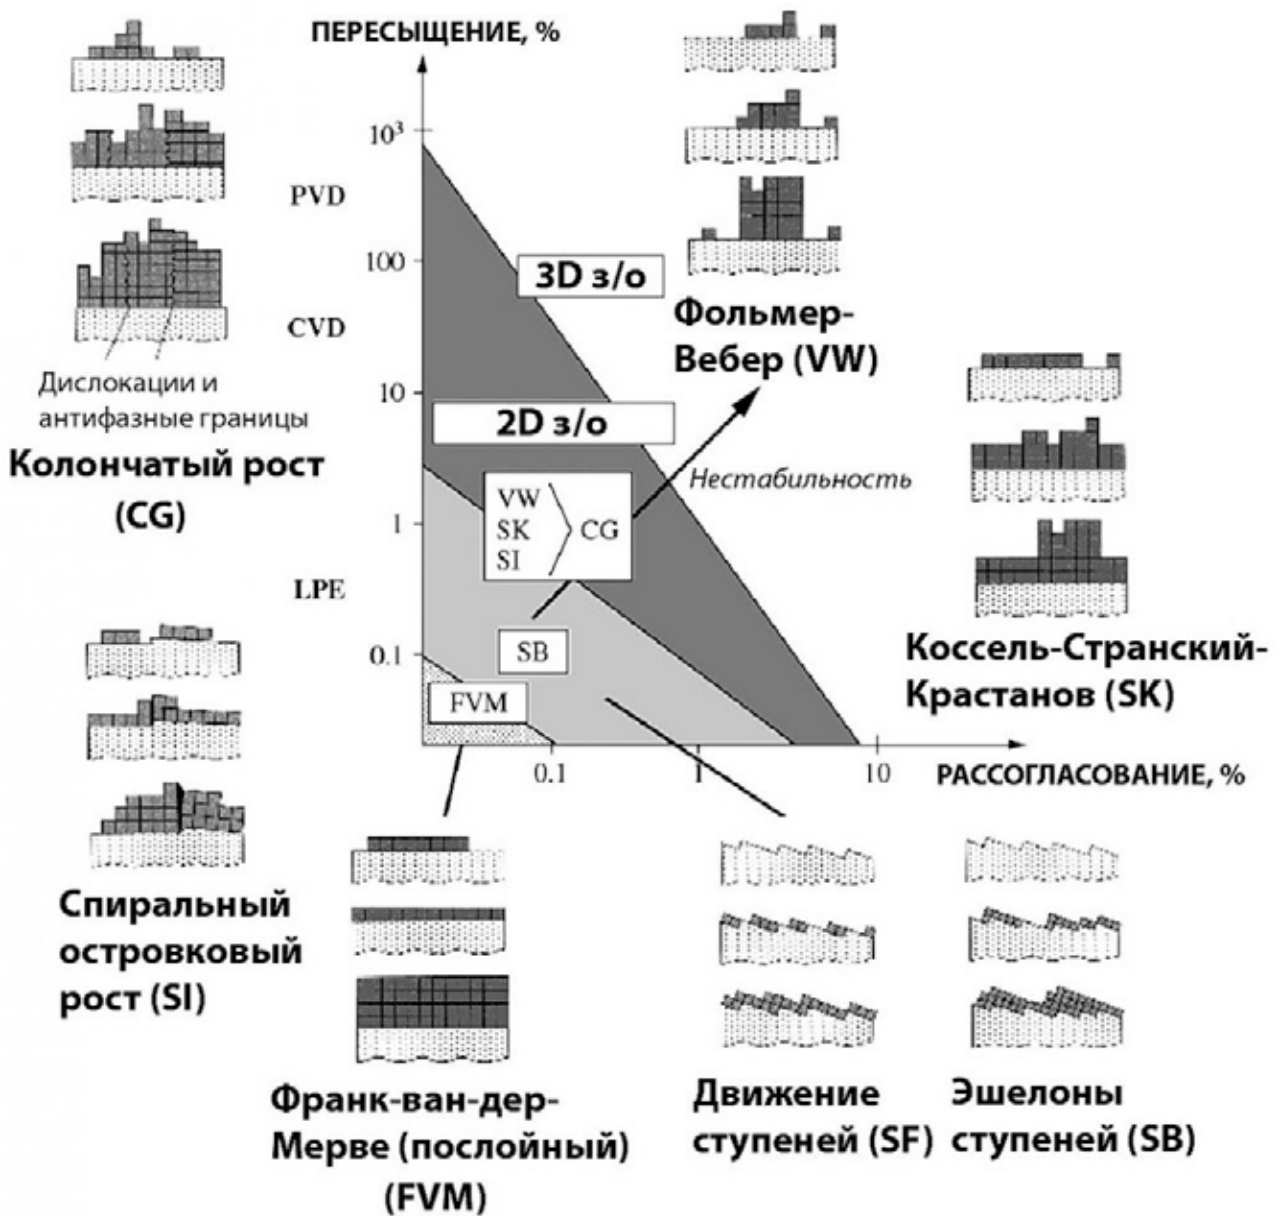 ПЕРЕСЫЩЕНИЕ, %
10³
PVD
100
3D з/о
CVD
Фольмер-
Вебер (VW)
Дислокации и
антифазные границы
Колончатый рост
(CG)
10
2D з/о
Нестабильность
VW
SK
SI
CG
1
LPE
0.1
SB
FVM
Коссель-Странский-
Крастанов (SK)
0.1
1
10
РАССОГЛАСОВАНИЕ, %
Спиральный
островковый
рост (SI)
Франк-ван-дер-
Мерве (послойный)
(FVM)
Движение
ступеней (SF)
Эшелоны
ступеней (SB)